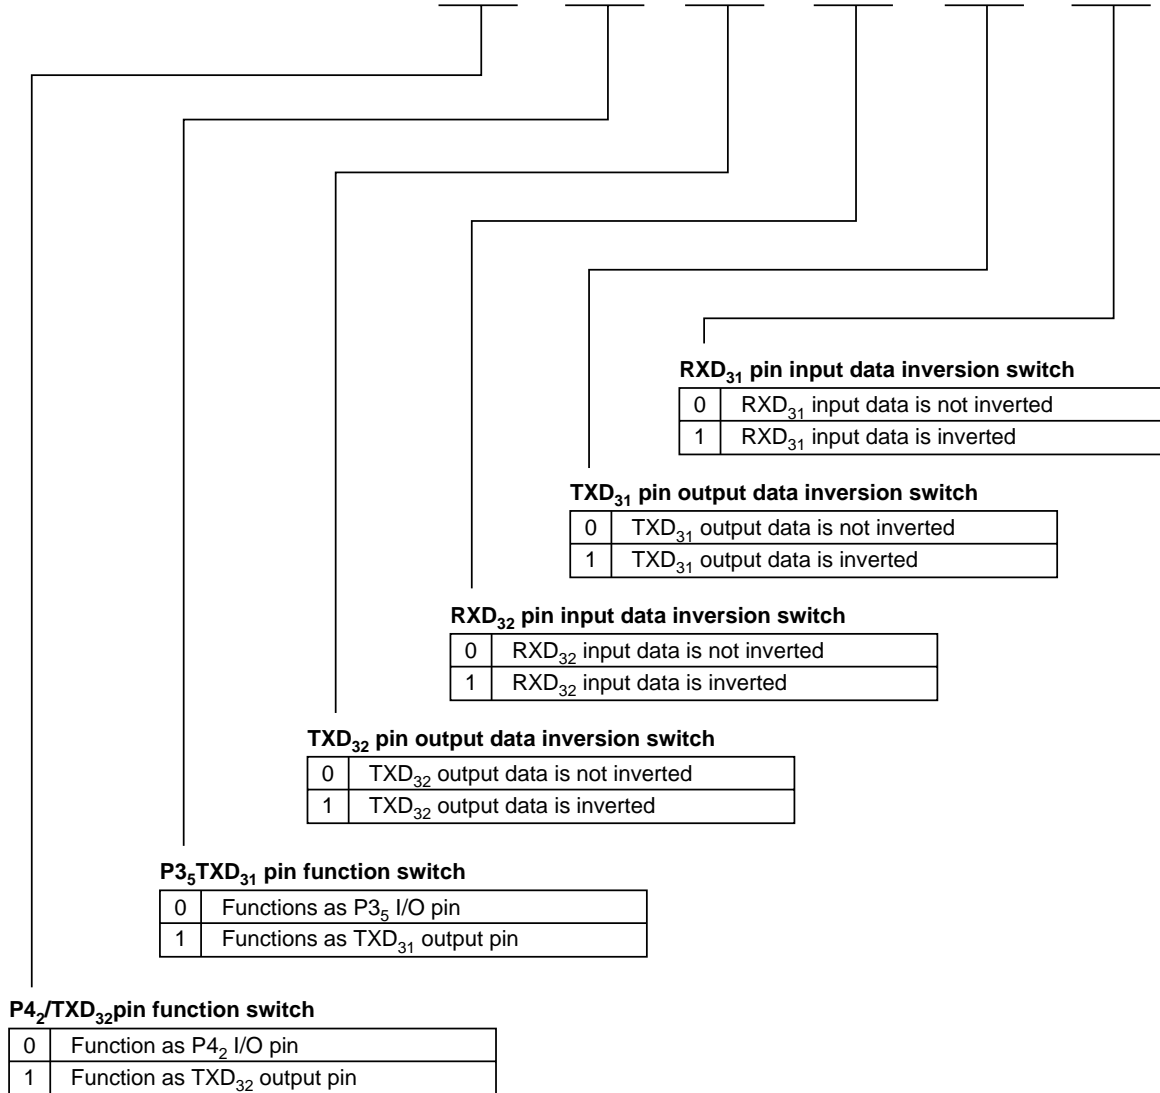 RXD31 pin input data inversion switch
0 RXD31 input data is not inverted
1 RXD31 input data is inverted
TXD31 pin output data inversion switch
0 TXD31 output data is not inverted
1 TXD31 output data is inverted
RXD32 pin input data inversion switch
0 RXD32 input data is not inverted
1 RXD32 input data is inverted
TXD32 pin output data inversion switch
0 TXD32 output data is not inverted
1 TXD32 output data is inverted
P35TXD31 pin function switch
0 Functions as P35 I/O pin
1 Functions as TXD31 output pin
P42/TXD32pin function switch
0 Function as P42 I/O pin
1 Function as TXD32 output pin